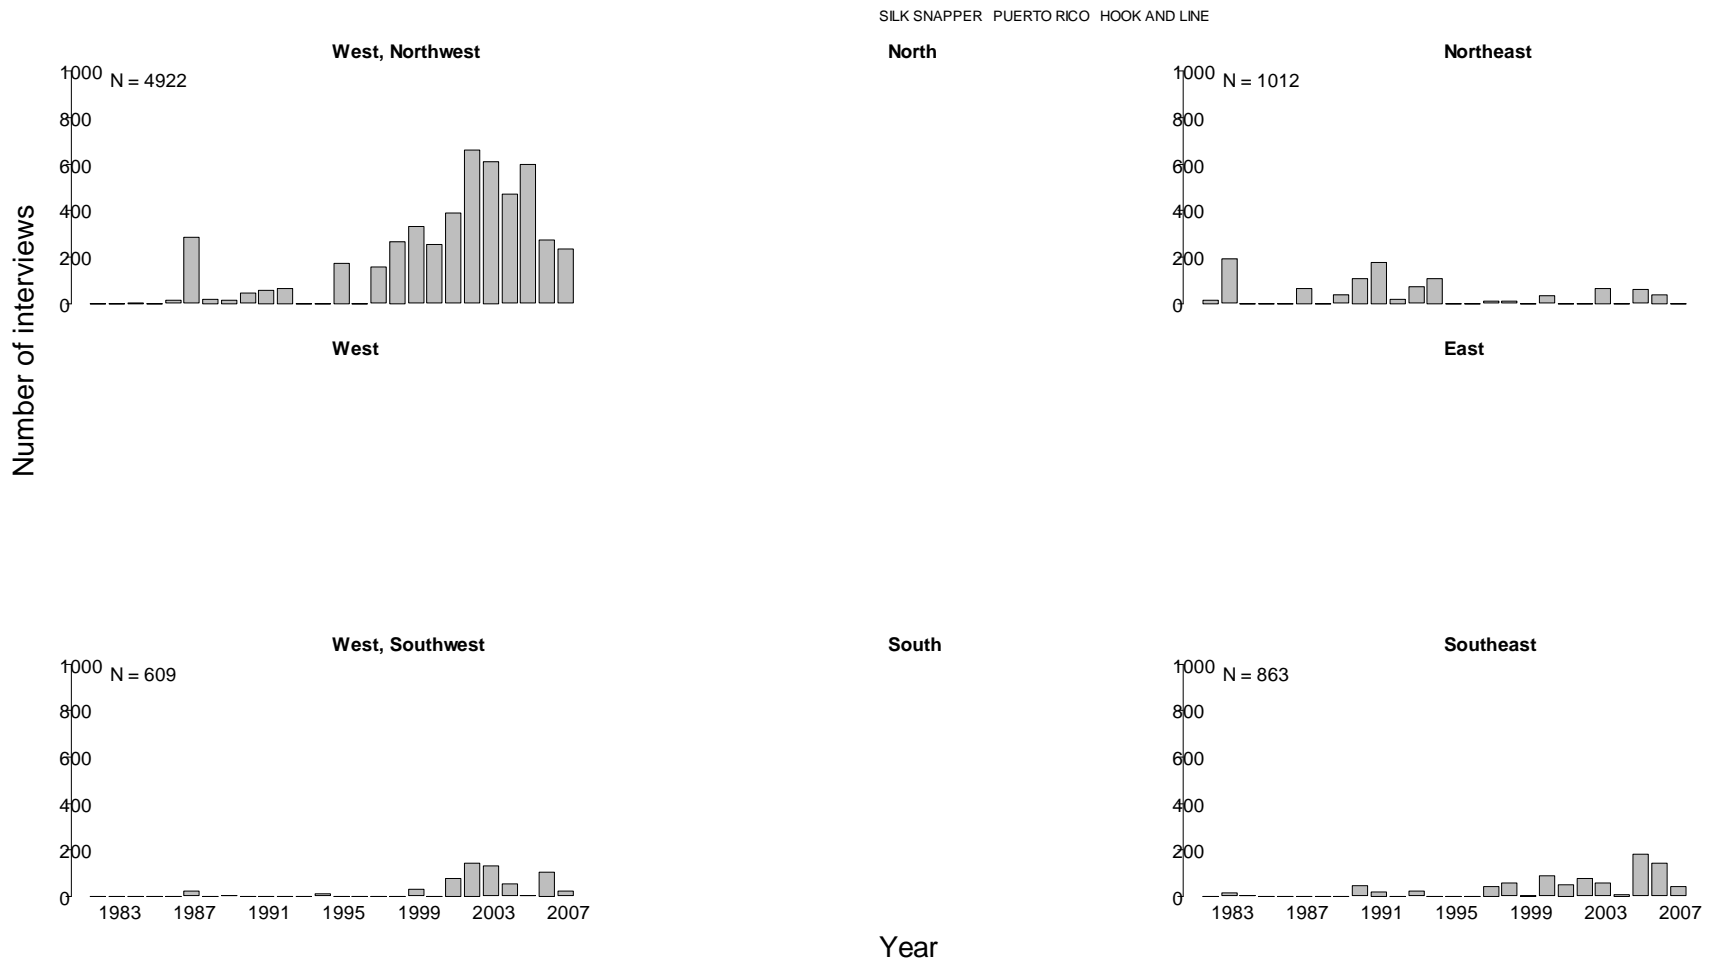 SILK SNAPPER PUERTO RICO HOOK AND LINE
West, Northwest
North
Northeast
1000
N = 4922
800
600
400
200
0
1000
N = 1012
800
600
400
200
0
Number of interviews
West
East
West, Southwest
South
Southeast
1000
N = 609
800
600
400
200
0
1983 1987 1991 1995 1999 2003 2007
1000
N = 863
800
600
400
200
0
1983 1987 1991 1995 1999 2003 2007
Year